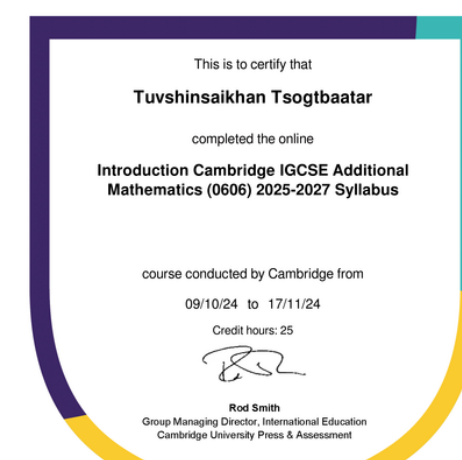 This is to certify that
Tuvshinsaikhan Tsogtbaatar
completed the online
Introduction Cambridge IGCSE Additional
Mathematics (0606) 2025-2027 Syllabus
course conducted by Cambridge from
09/10/24 to 17/11/24
Credit hours: 25
Rod Smith
Group Managing Director, International Education
Cambridge University Press & Assessment